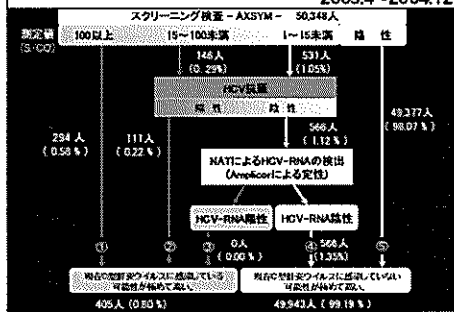 2003.4 ~2004.12
スクリーニング検査 - AXSYM - 50,348人
測定値 100以上 15~100未満 1~15未満 陰 性
(S/CO)
146人 531人
(0.29%) (1.05%)
HCV抗原
陽 性 陰 性
49,377人
(98.07 %)
294人 111人 566人
(0.58 %) (0.22 %) (1.12 %)
NATによるHCV-RNAの検出
(Amplicorによる定性)
HCV-RNA陽性 HCV-RNA陰性
0人 566人
① ② ③ (0.00 %) ④ ⑤
現在C型肝炎ウイルスに感染している
可能性が極めて高い。
現在C型肝炎ウイルスに感染していない
可能性が極めて高い。
405人 (0.80 %) 49,943人 ( 99.19 %)